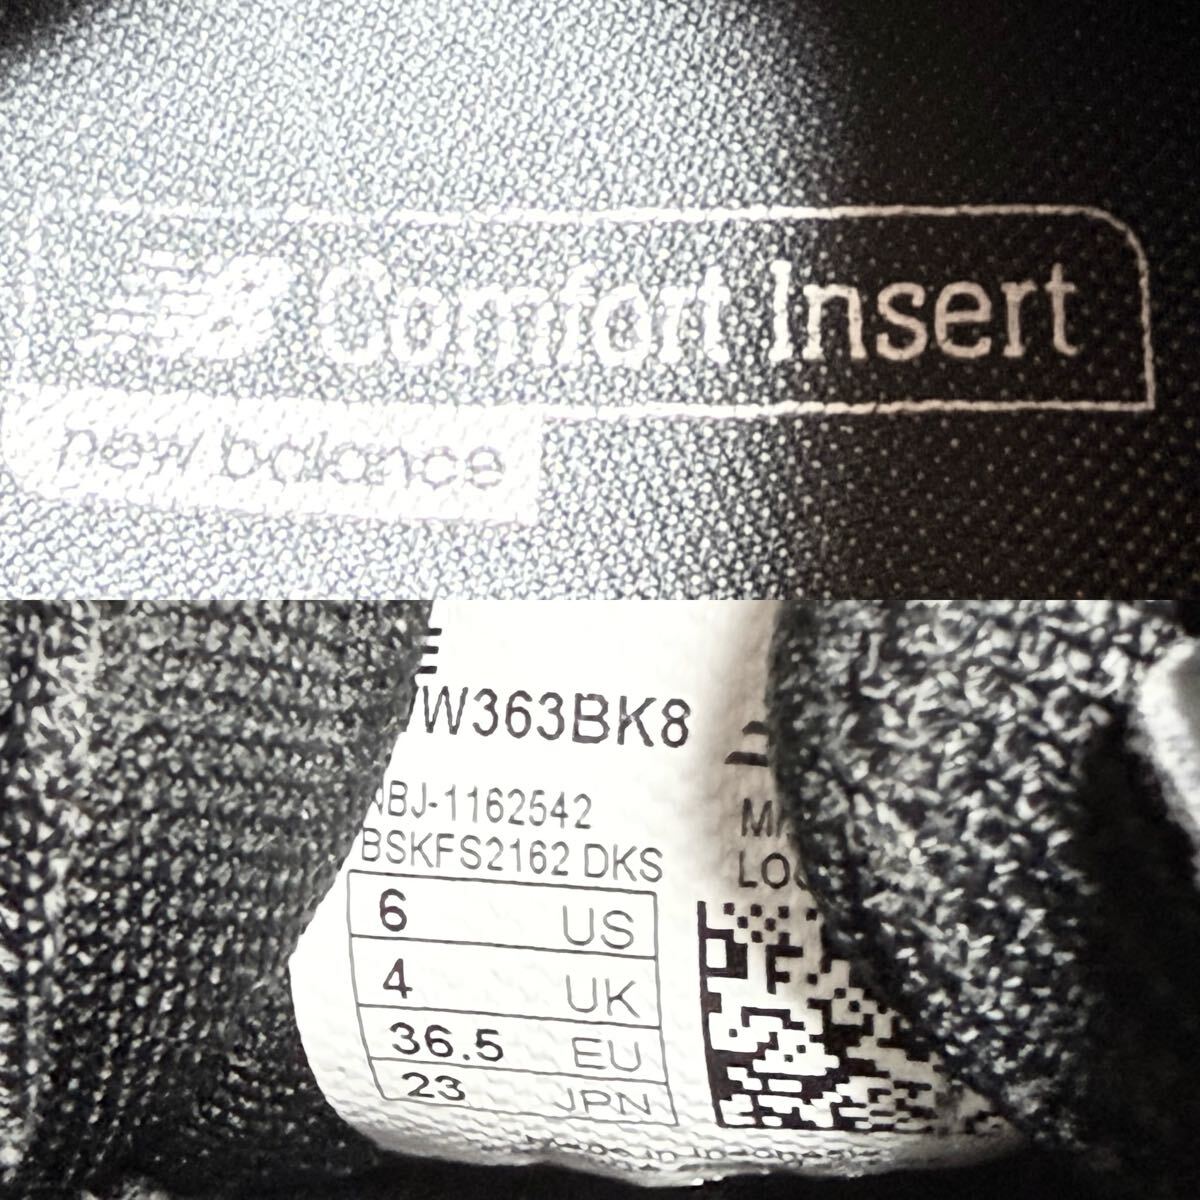 Comfort Insert
new balance
W363BK8
NBJ-1162542
BSKFS2162 DKS
6 US
4 UK
36.5 EU
23 JPN